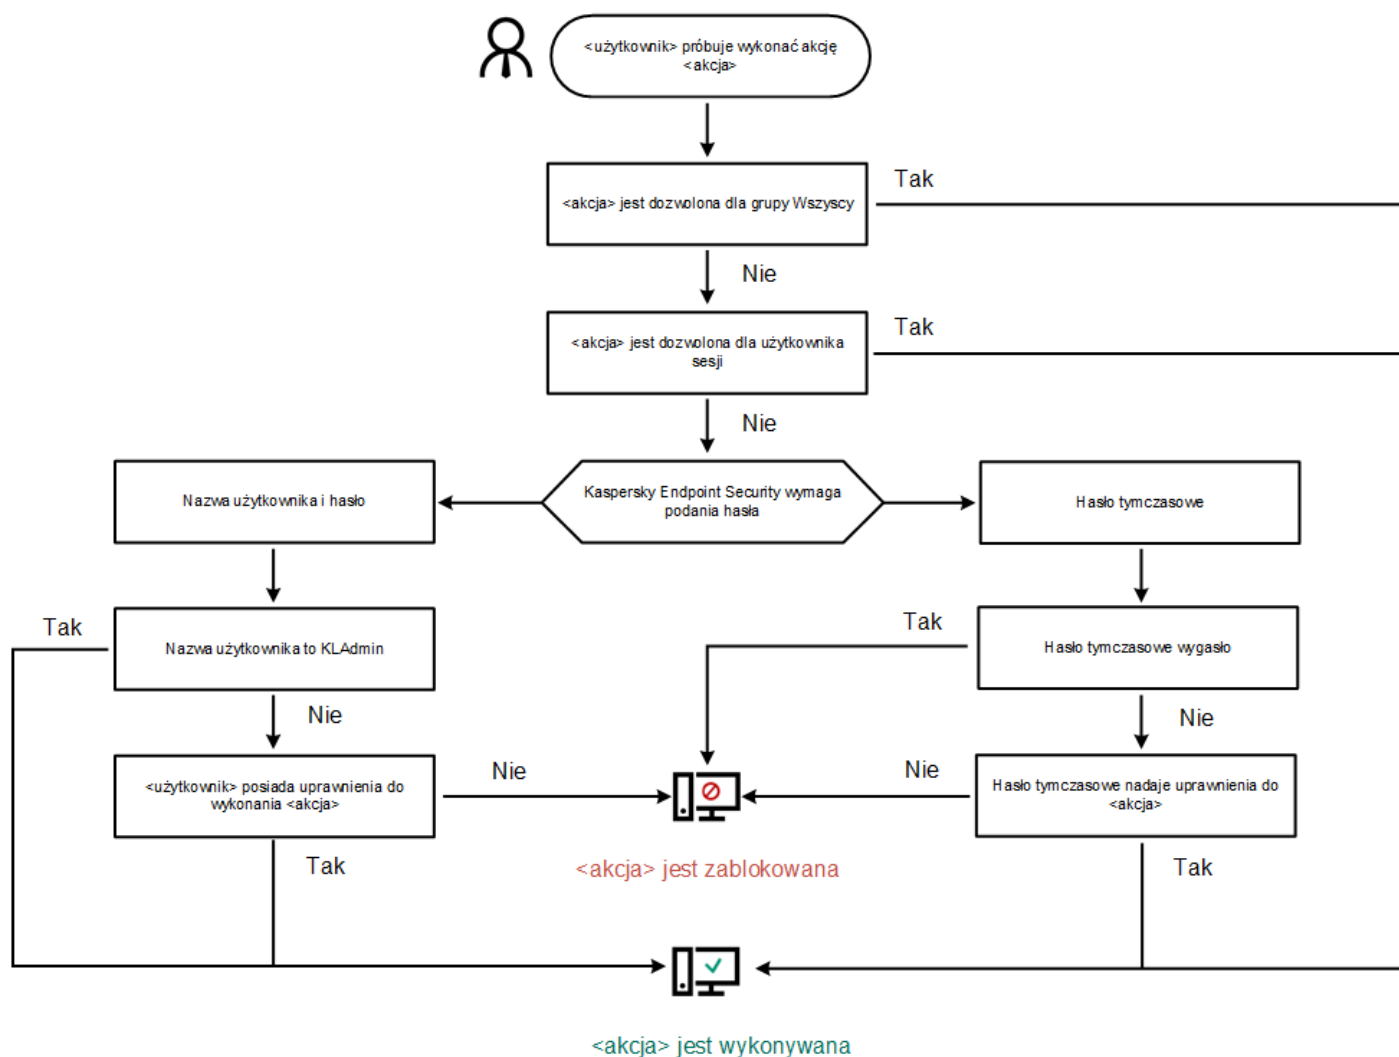 <użytkownik> próbuje wykonać akcję
<akcja>
Tak
<akcja> jest dozwolona dla grupy Wszyscy
Nie
Tak
<akcja> jest dozwolona dla użytkownika
sesji
Nie
Nazwa użytkownika i hasło
Kaspersky Endpoint Security wymaga
podania hasła
Hasło tymczasowe
Tak
Nazwa użytkownika to KLAdmin
Tak
Hasło tymczasowe wygasło
Nie
Nie
<użytkownik> posiada uprawnienia do
wykonania <akcja>
Nie
Nie
Hasło tymczasowe nadaje uprawnienia do
<akcja>
Tak
<akcja> jest zablokowana
Tak
<akcja> jest wykonywana